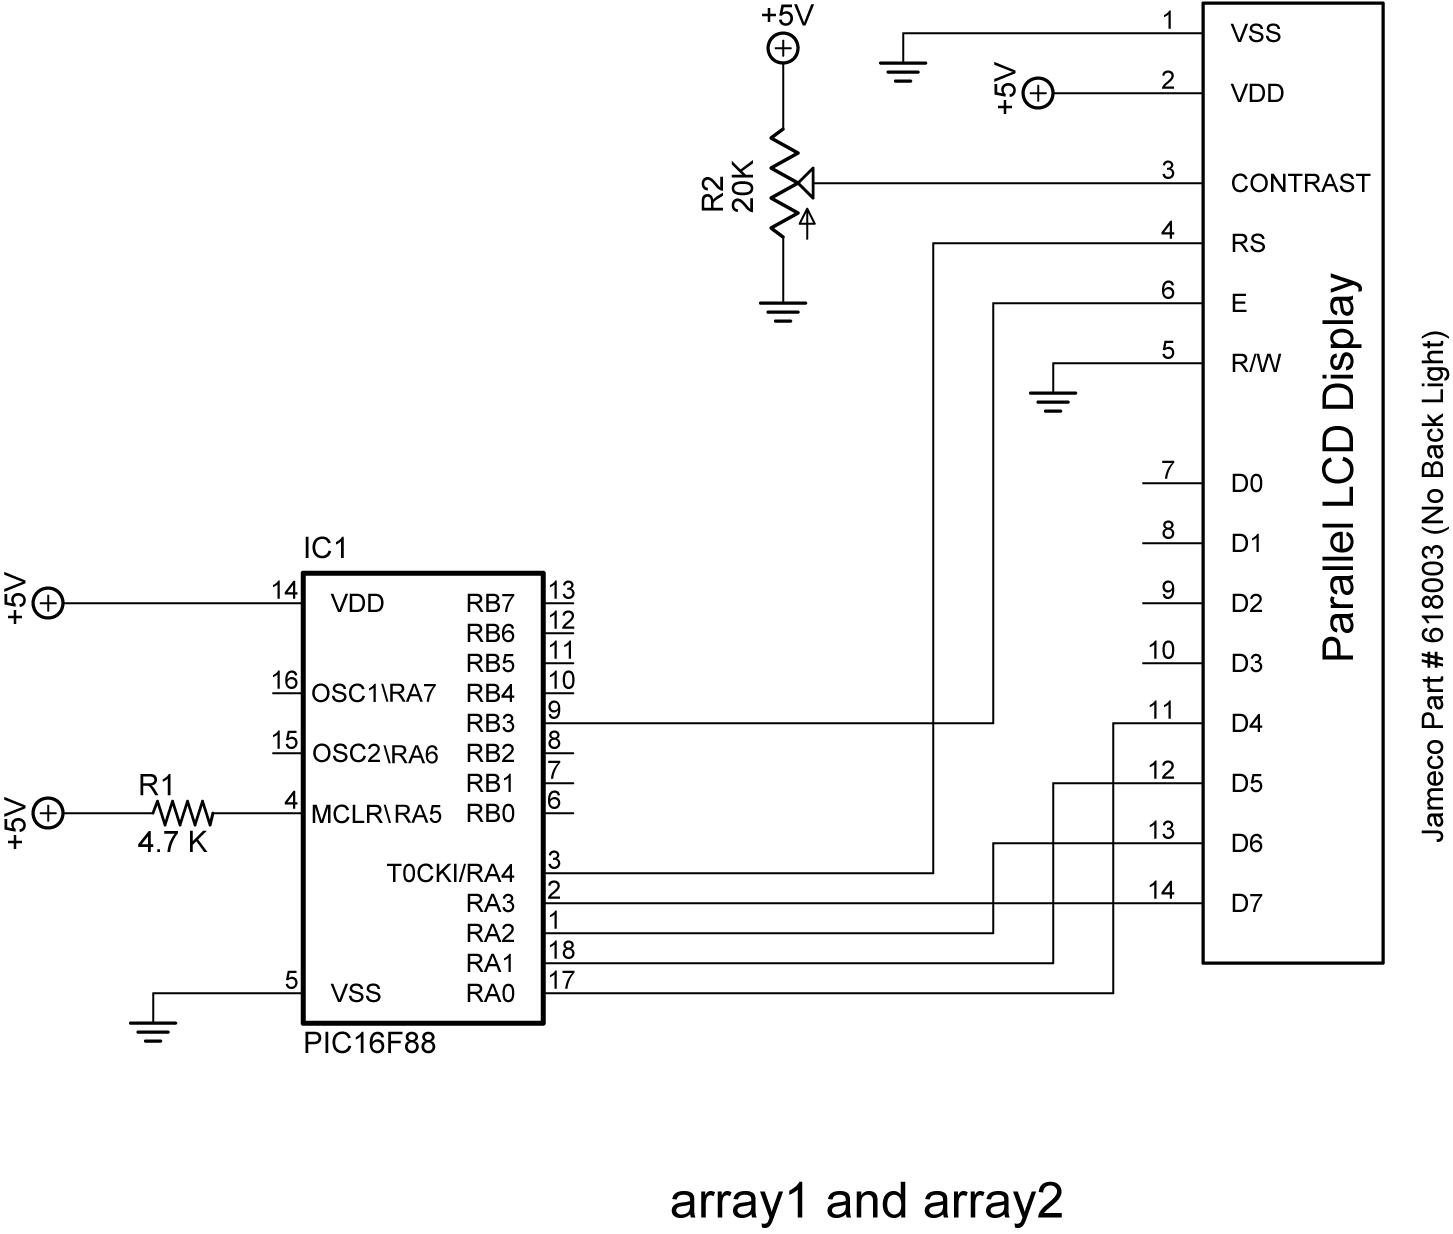 +5V
R2
20K
+5V
1
VSS
2
VDD
3
CONTRAST
4
RS
6
E
5
R/W
7
D0
8
D1
9
D2
10
D3
11
D4
12
D5
13
D6
14
D7
Parallel LCD Display
Jameco Part # 618003 (No Back Light)
IC1
+5V
14
VDD
16
OSC1\RA7
15
OSC2\RA6
+5V
R1
4.7 K
4
MCLR\RA5
5
VSS
RB7
13
RB6
12
RB5
11
RB4
10
RB3
9
RB2
8
RB1
7
RB0
6
T0CKI/RA4
3
RA3
2
RA2
1
RA1
18
RA0
17
PIC16F88
array1 and array2